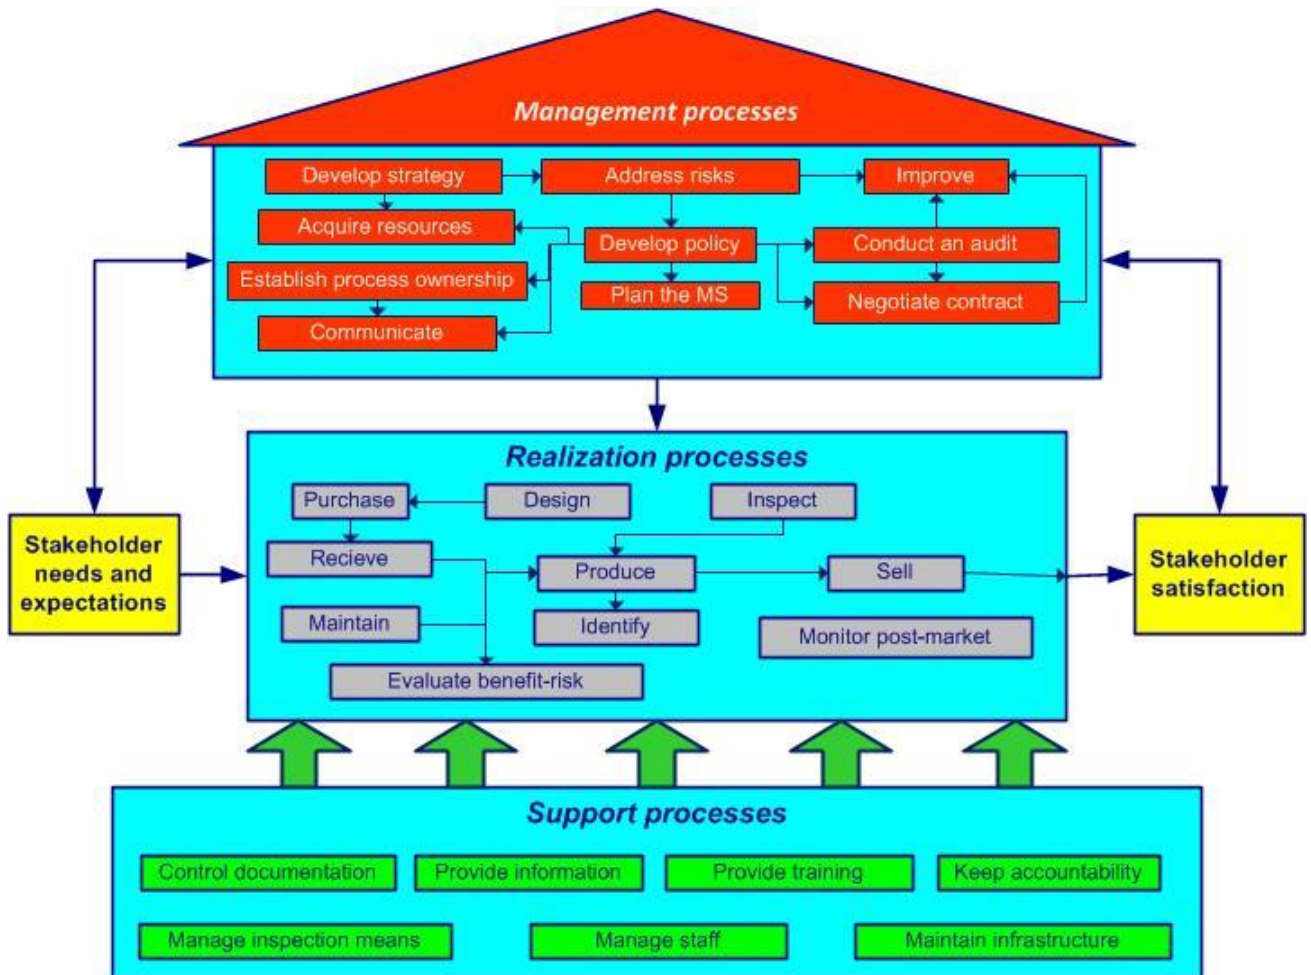 Management processes
Develop strategy
Address risks
Improve
Acquire resources
Develop policy
Conduct an audit
Establish process ownership
Plan the MS
Negotiate contract
Communicate
Realization processes
Purchase
Design
Inspect
Stakeholder
needs and
expectations
Recieve
Produce
Sell
Stakeholder
satisfaction
Maintain
Identify
Monitor post-market
Evaluate benefit-risk
Support processes
Control documentation
Provide information
Provide training
Keep accountability
Manage inspection means
Manage staff
Maintain infrastructure